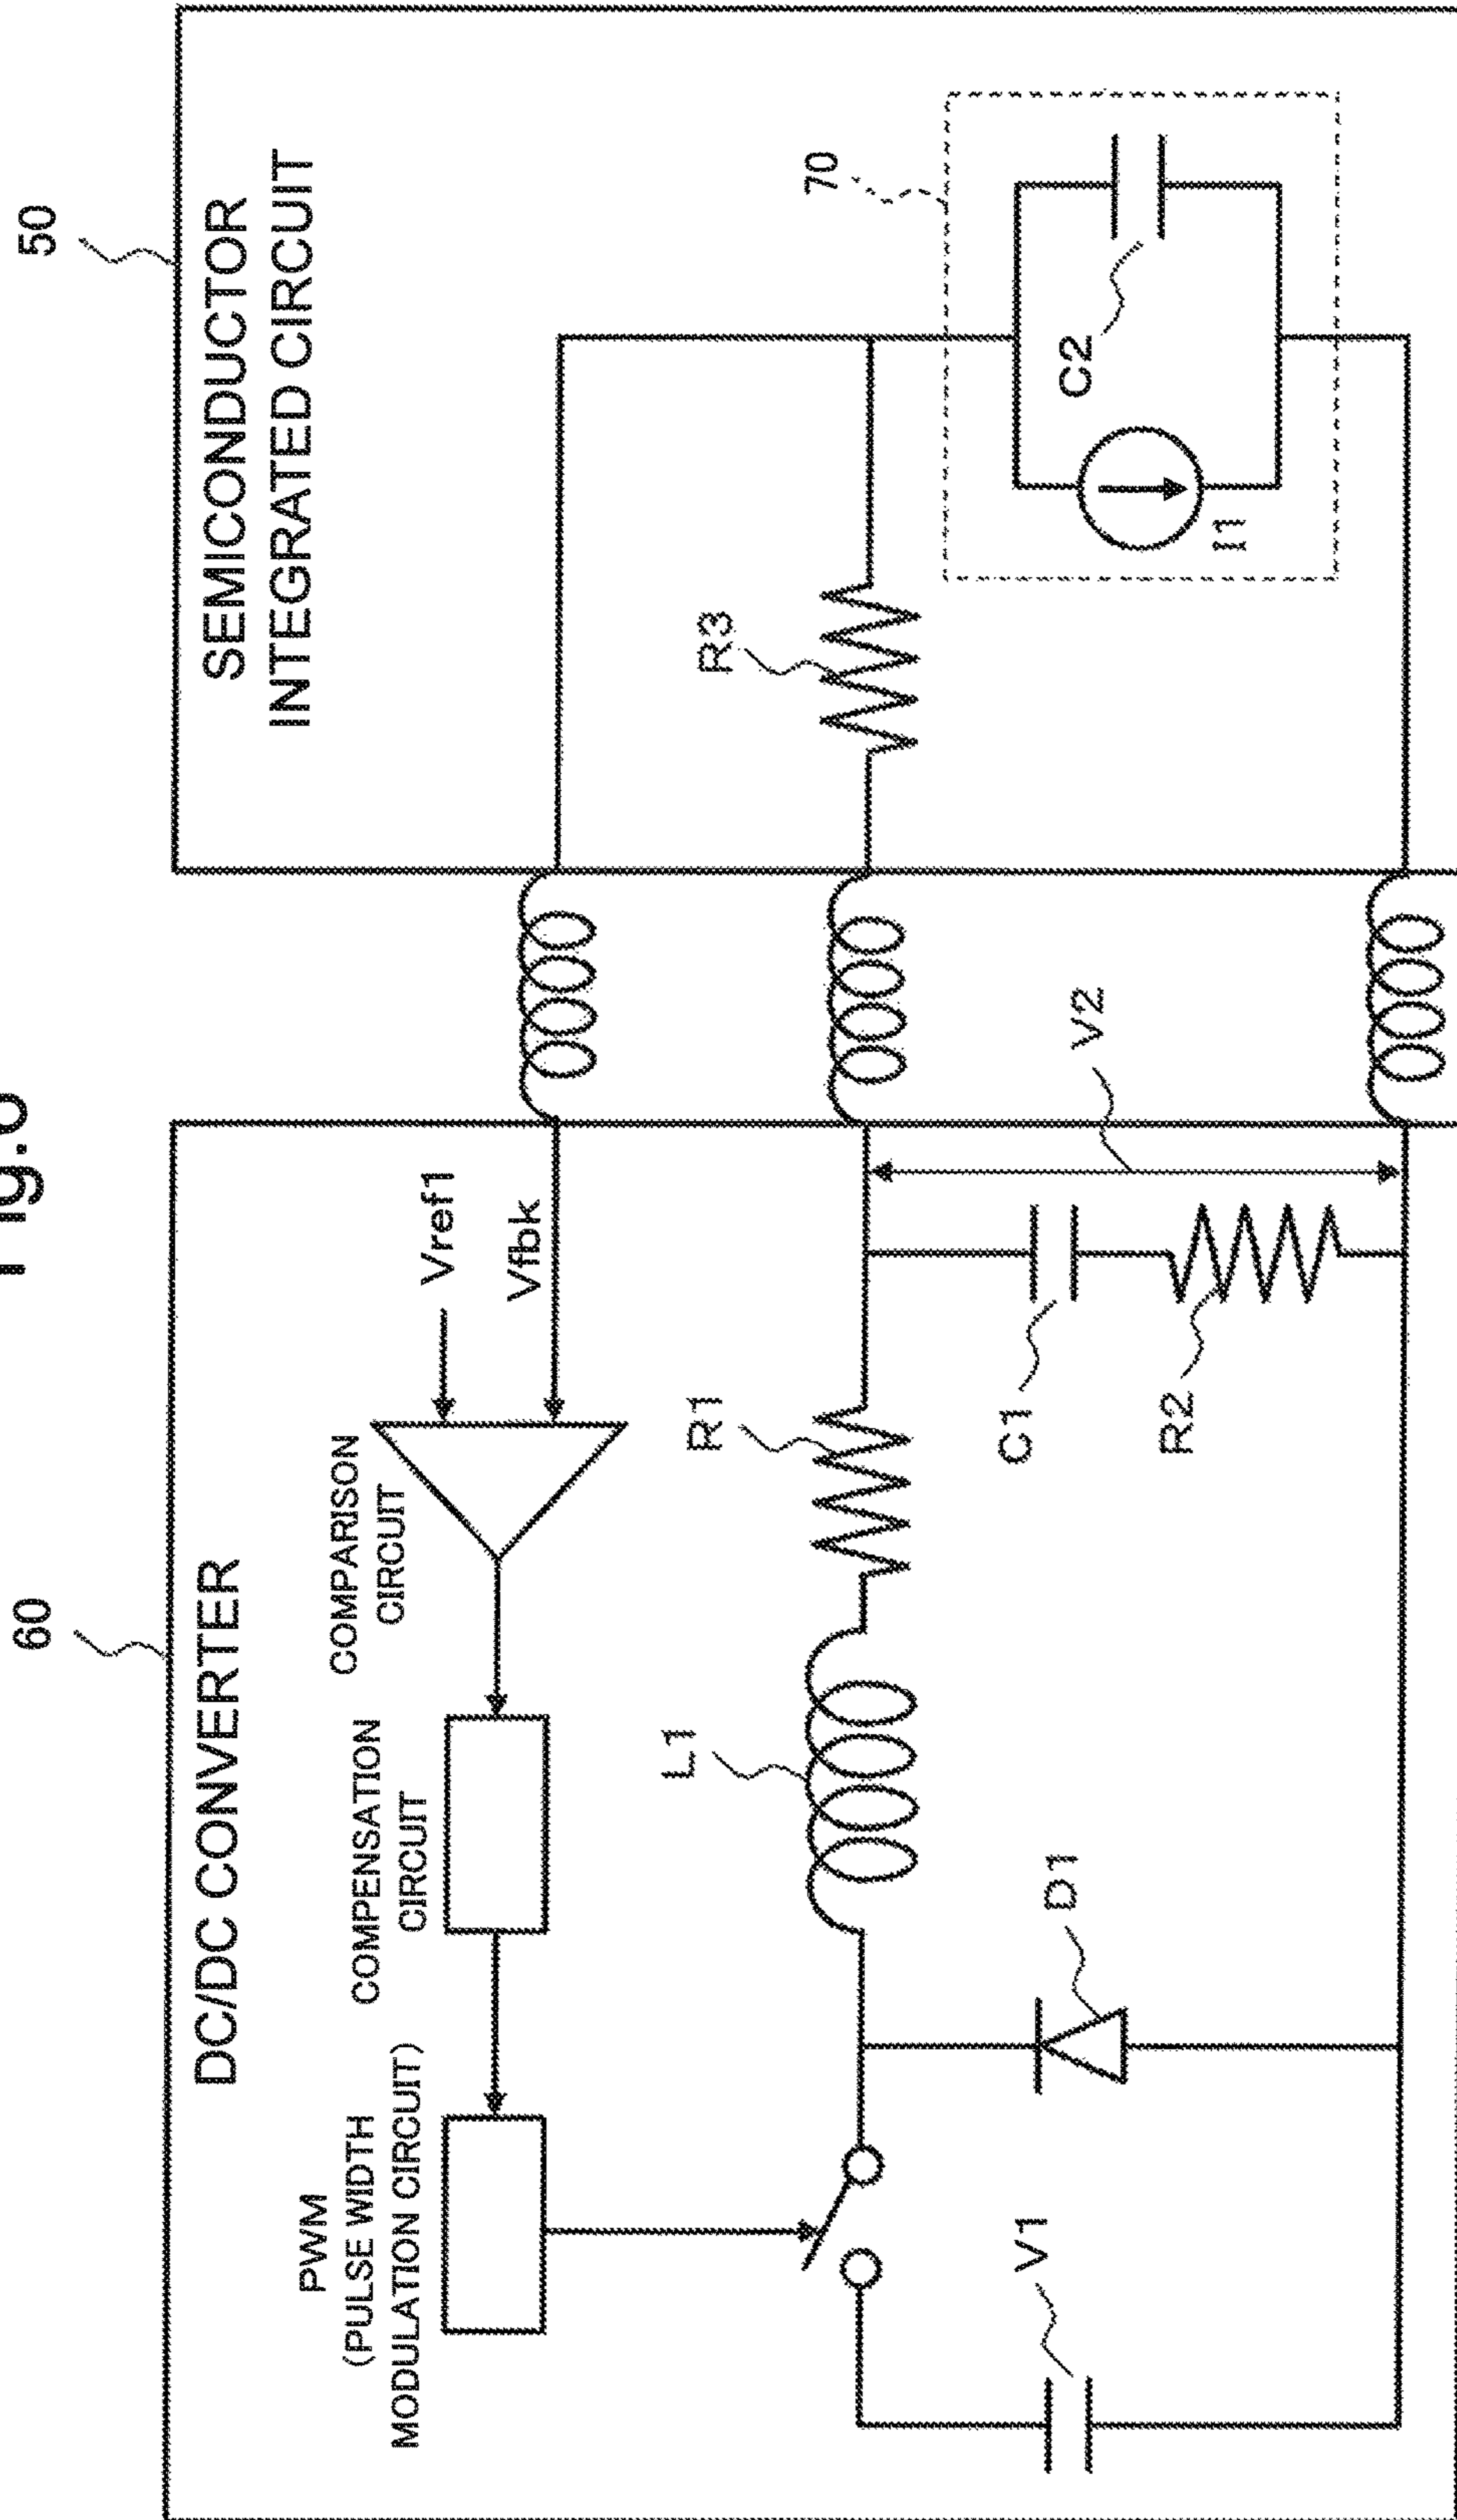 60
50
DC/DC CONVERTER
SEMICONDUCTOR
INTEGRATED CIRCUIT
PWM
(PULSE WIDTH
MODULATION CIRCUIT)
COMPENSATION
CIRCUIT
COMPARISON
CIRCUIT
Vref1
Vfbk
L1
R1
R3
70
V1
D1
C1
R2
V2
I1
C2